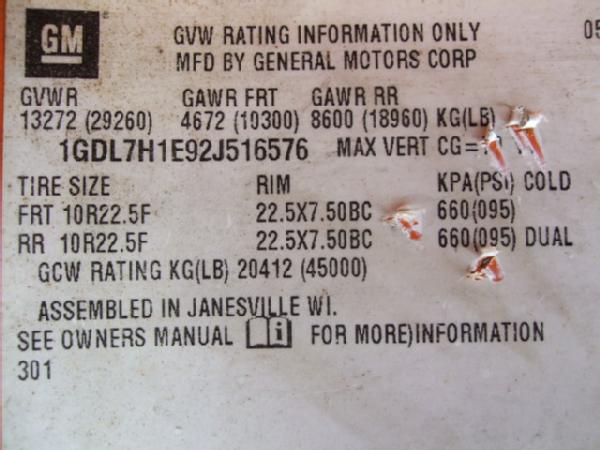 GM
GVW RATING INFORMATION ONLY 05
MFD BY GENERAL MOTORS CORP
GVWR GAWR FRT GAWR RR
13272 (29260) 4672 (10300) 8600 (18960) KG(LB)
1GDL7H1E92J516576 MAX VERT CG=
TIRE SIZE RIM KPA(PSI) COLD
FRT 10R22.5F 22.5X7.50BC 660(095)
RR 10R22.5F 22.5X7.50BC 660(095) DUAL
GCW RATING KG(LB) 20412 (45000)
ASSEMBLED IN JANESVILLE WI.
SEE OWNERS MANUAL i FOR MORE)INFORMATION
301